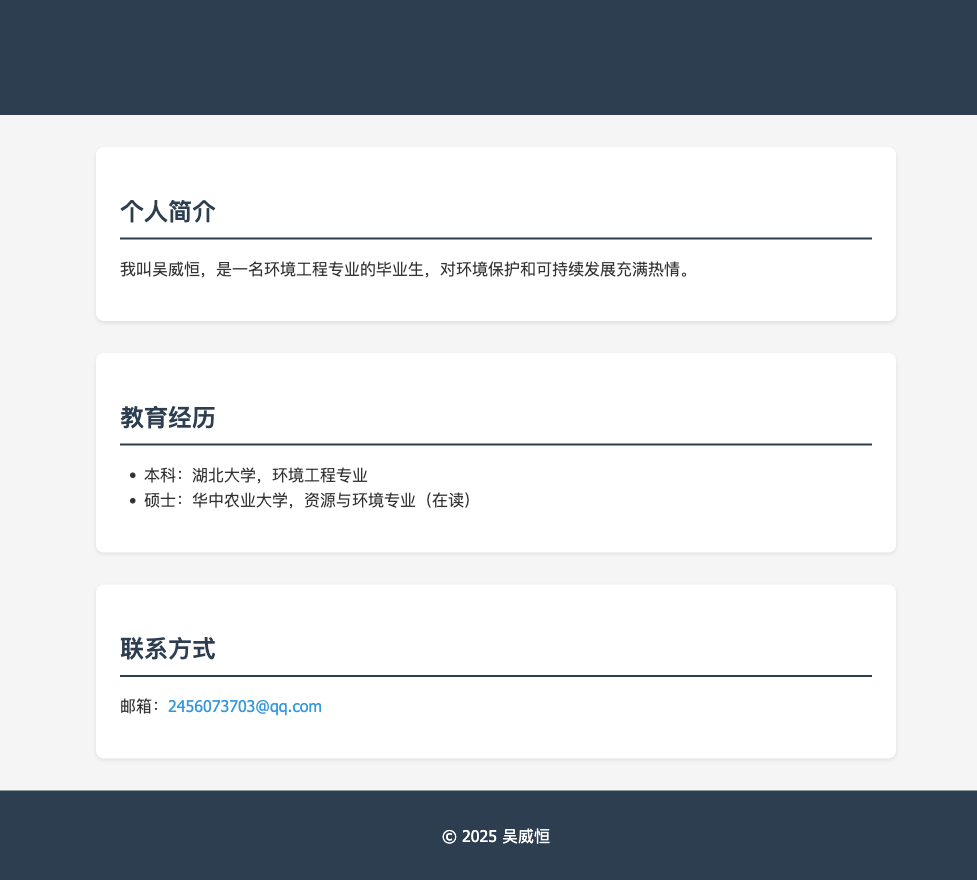 个人简介
我叫吴威恒，是一名环境工程专业的毕业生，对环境保护和可持续发展充满热情。
教育经历
• 本科：湖北大学，环境工程专业
• 硕士：华中农业大学，资源与环境专业（在读）
联系方式
邮箱：2456073703@qq.com
© 2025 吴威恒